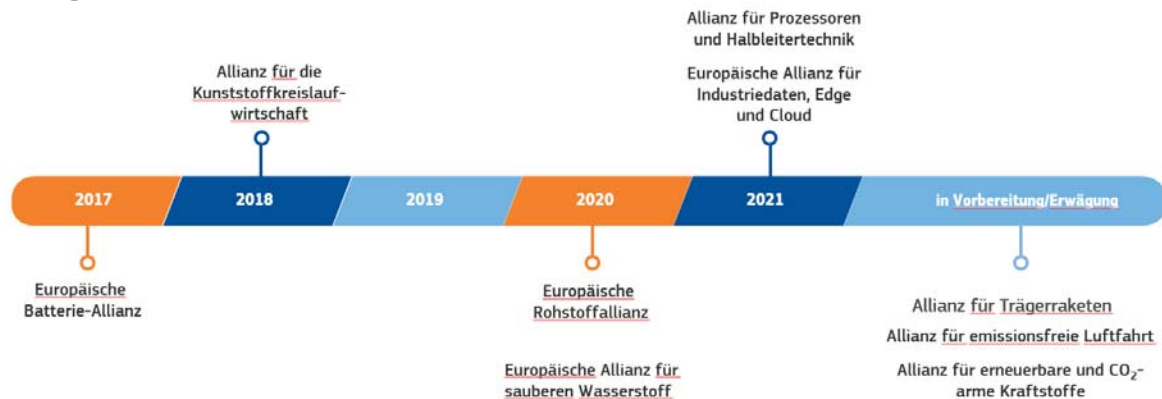 Allianz für Prozessoren
und Halbleitertechnik
Allianz für die
Kunststoffkreislauf-
wirtschaft
Europäische Allianz für
Industriedaten, Edge
und Cloud
2017
2018
2019
2020
2021
in Vorbereitung/Erwägung
Europäische
Batterie-Allianz
Europäische
Rohstoffallianz
Europäische Allianz für
sauberen Wasserstoff
Allianz für Trägerraketen
Allianz für emissionsfreie Luftfahrt
Allianz für erneuerbare und CO₂-
arme Kraftstoffe